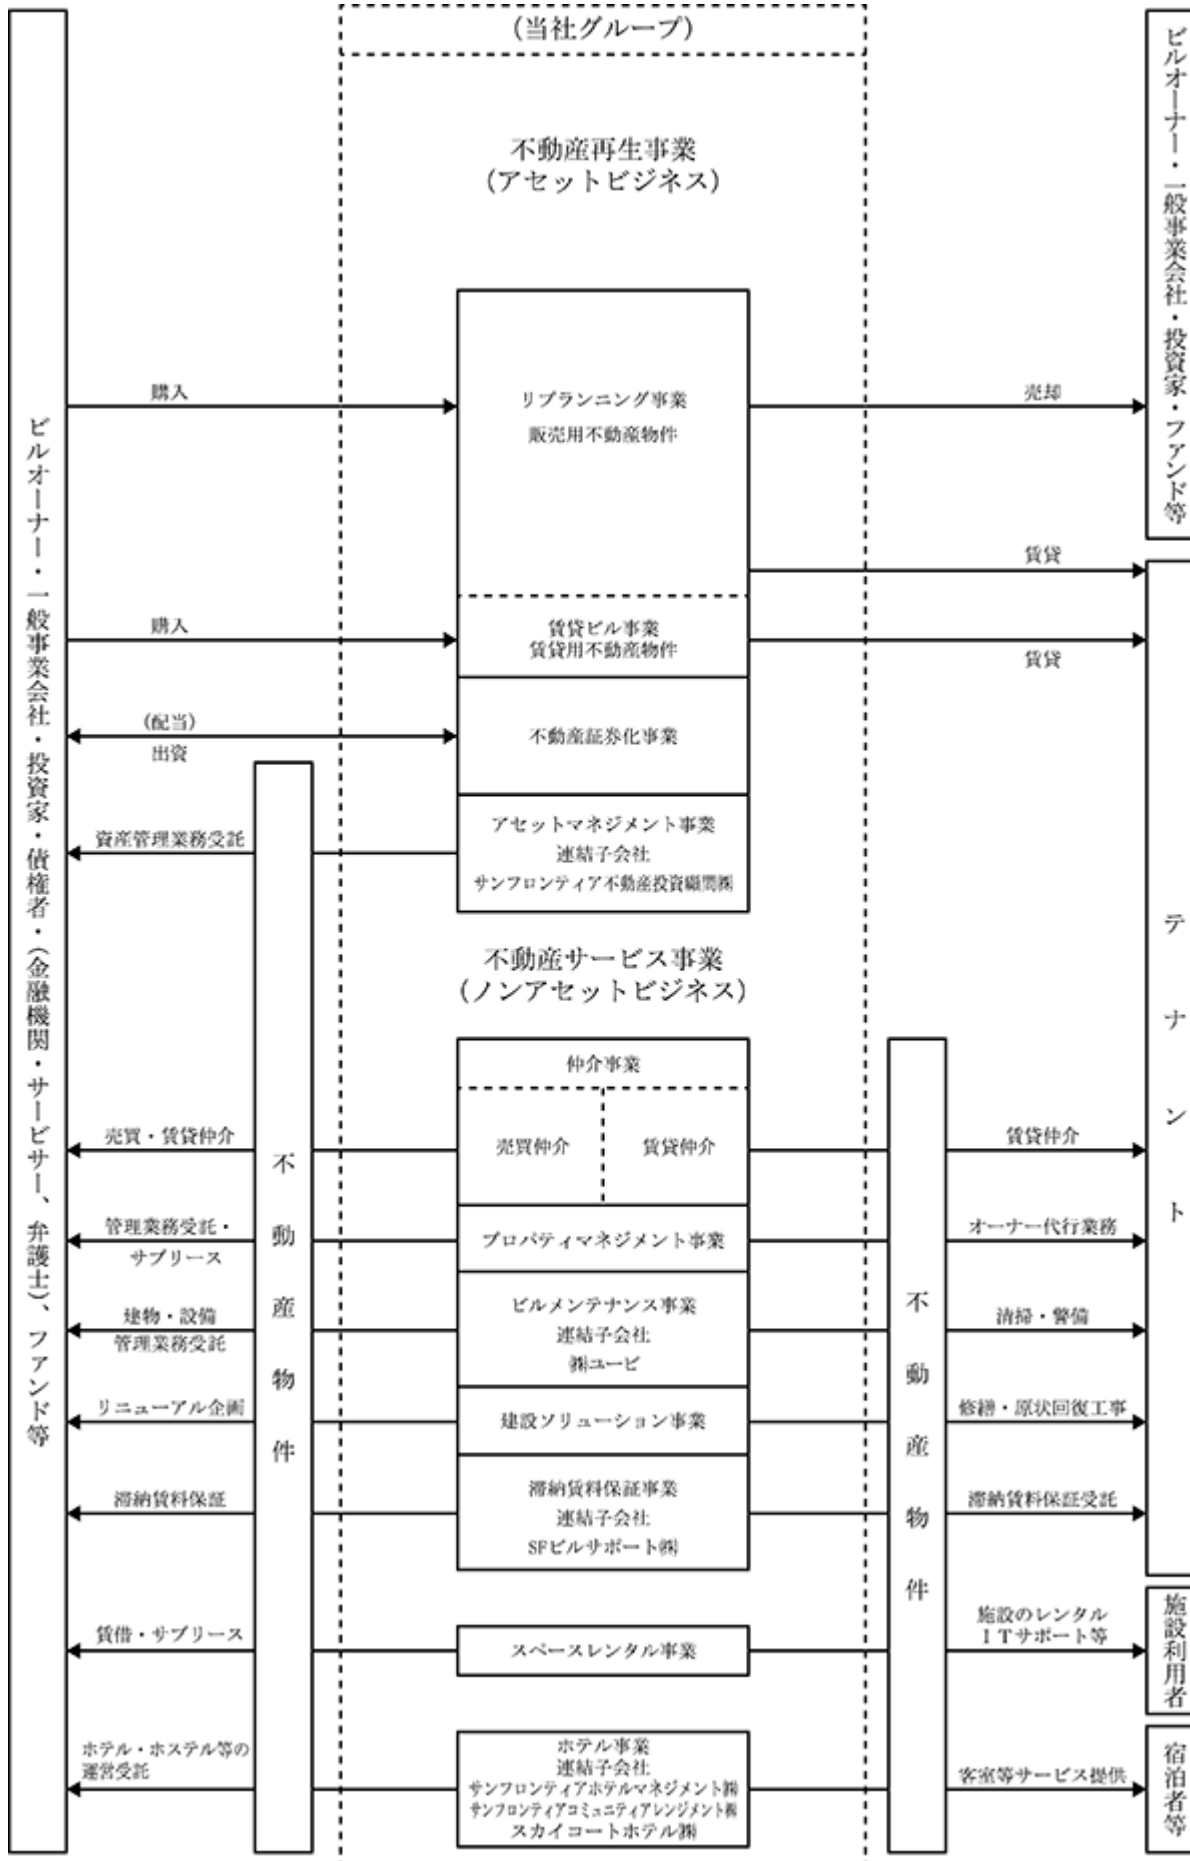 (当社グループ)
不動産再生事業
(アセットビジネス)
ビルオーナー・一般事業会社・投資家・ファンド等
ビルオーナー・一般事業会社・投資家・債権者・(金融機関・サービサー、弁護士)、ファンド等
購入
リプランニング事業
販売用不動産物件
売却
賃貸
購入
賃貸ビル事業
賃貸用不動産物件
賃貸
(配当)
出資
不動産証券化事業
資産管理業務受託
アセットマネジメント事業
連結子会社
サンフロンティア不動産投資顧問㈱
テナント
不動産サービス事業
(ノンアセットビジネス)
不動産物件
不動産物件
仲介事業
売買・賃貸仲介
売買仲介
賃貸仲介
賃貸仲介
管理業務受託・
サブリース
プロパティマネジメント事業
オーナー代行業務
建物・設備
管理業務受託
ビルメンテナンス事業
連結子会社
㈱ユービ
清掃・警備
リニューアル企画
建設ソリューション事業
修繕・原状回復工事
滞納賃料保証
滞納賃料保証事業
連結子会社
SFビルサポート㈱
滞納賃料保証受託
賃借・サブリース
スペースレンタル事業
施設のレンタル
ITサポート等
施設利用者
ホテル・ホステル等の
運営受託
ホテル事業
連結子会社
サンフロンティアホテルマネジメント㈱
サンフロンティアコミュニティアレンジメント㈱
スカイコートホテル㈱
客室等サービス提供
宿泊者等